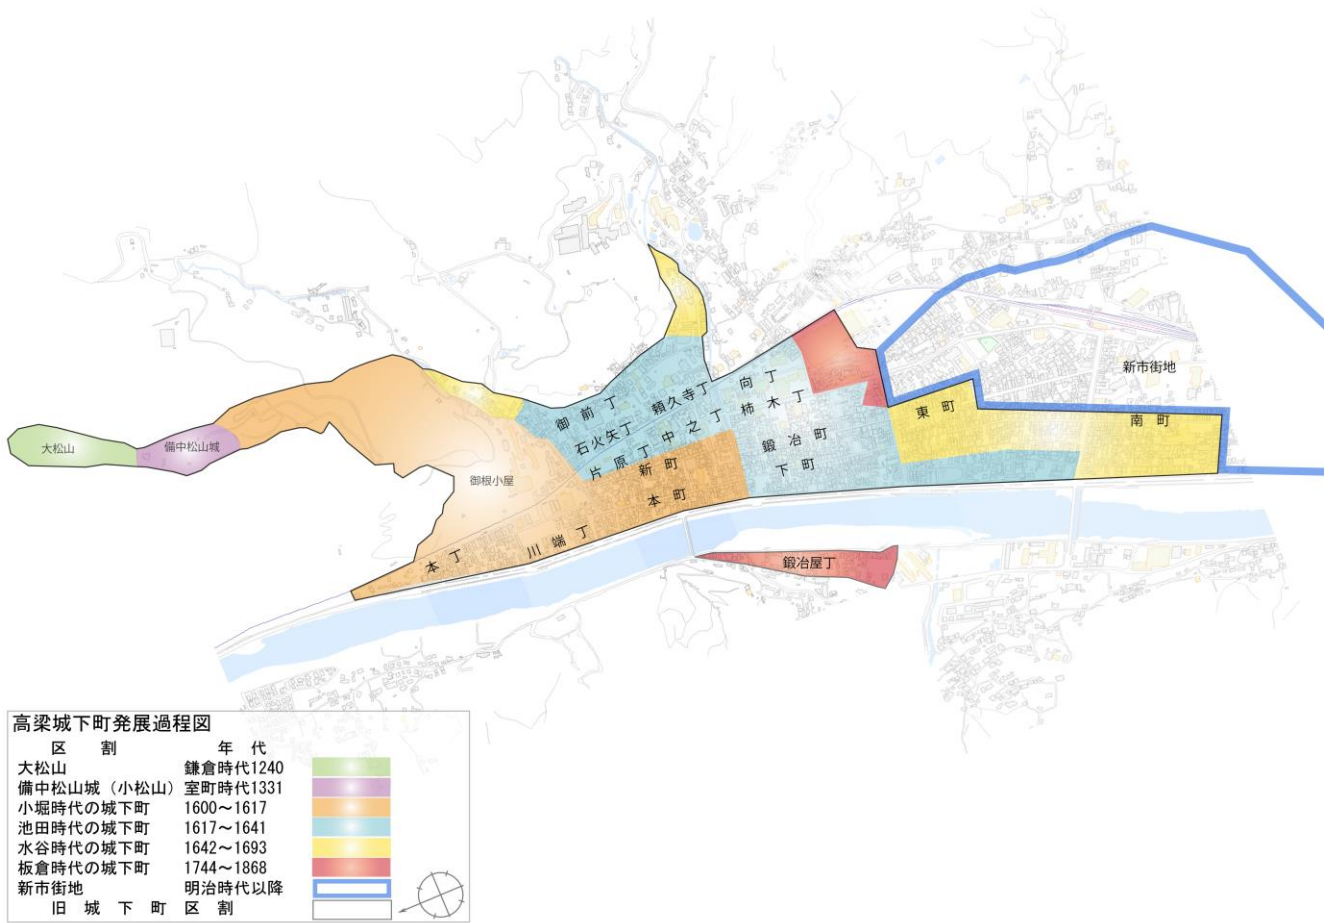 大松山
備中松山城
御根小屋
本丁
川端丁
本町
新町
片原丁
石火矢丁
御前丁
頼久寺丁
中之丁
向丁
柿木丁
鍛冶町
下町
東町
南町
新市街地
鍛冶屋丁
高梁城下町発展過程図
区割 年代
大松山 鎌倉時代1240
備中松山城（小松山） 室町時代1331
小堀時代の城下町 1600～1617
池田時代の城下町 1617～1641
水谷時代の城下町 1642～1693
板倉時代の城下町 1744～1868
新市街地 明治時代以降
旧城下町区割